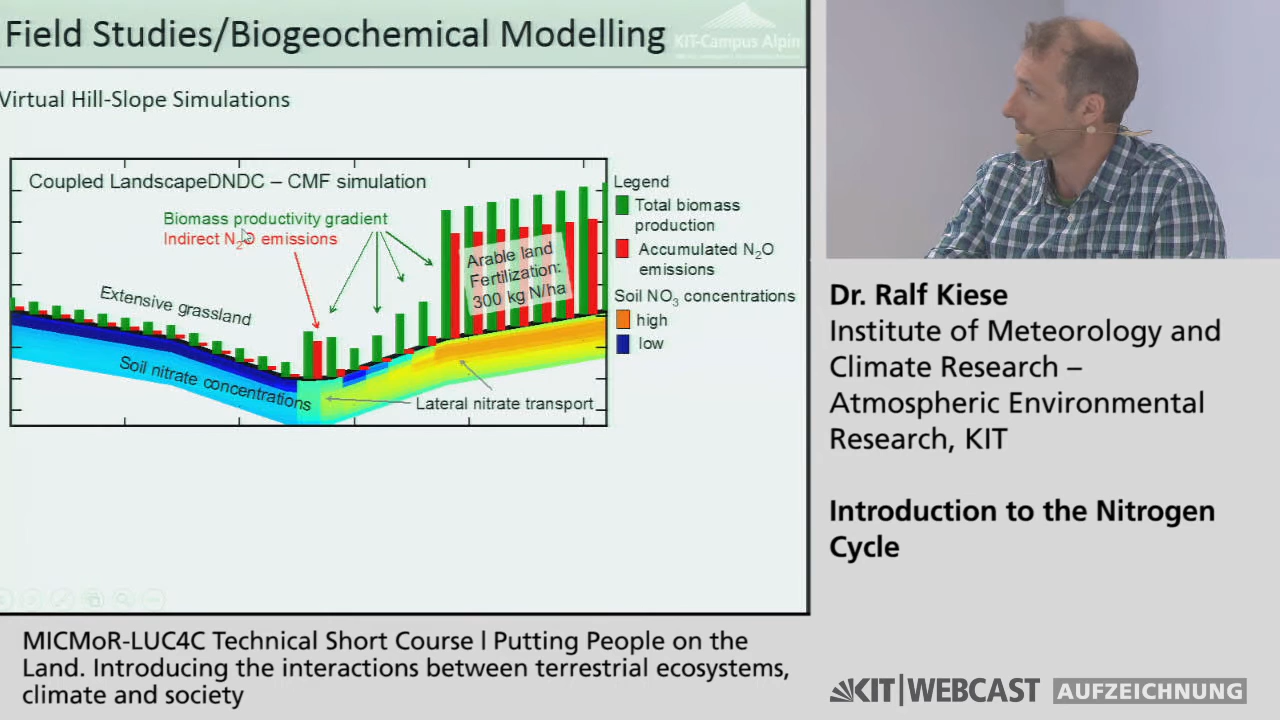 Field Studies/Biogeochemical Modelling
KIT-Campus Alpin
Virtual Hill-Slope Simulations
Coupled LandscapeDNDC – CMF simulation
Biomass productivity gradient
Indirect N2O emissions
Extensive grassland
Soil nitrate concentrations
Arable land
Fertilization:
300 kg N/ha
Lateral nitrate transport
Legend
Total biomass
production
Accumulated N2O
emissions
Soil NO3 concentrations
high
low
Dr. Ralf Kiese
Institute of Meteorology and
Climate Research –
Atmospheric Environmental
Research, KIT
Introduction to the Nitrogen
Cycle
MICMoR-LUC4C Technical Short Course | Putting People on the
Land. Introducing the interactions between terrestrial ecosystems,
climate and society
KIT|WEBCAST AUFZEICHNUNG